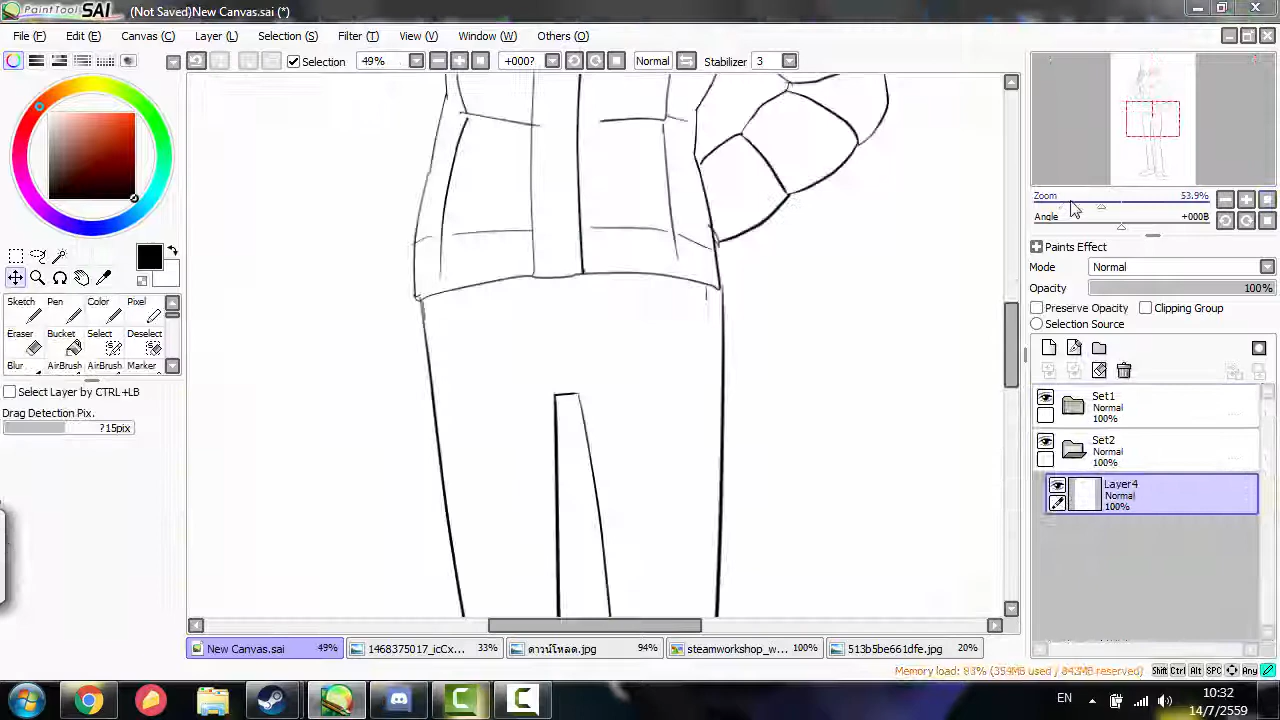 PaintTool SAI (Not Saved)New Canvas.sai (*)
File (F) Edit (E) Canvas (C) Layer (L) Selection (S) Filter (T) View (V) Window (W) Others (O)
Selection 49% +000? Normal Stabilizer 3
Zoom 53.9%
Angle +000B
Paints Effect
Mode Normal
Opacity 100%
Preserve Opacity Clipping Group
Selection Source
Sketch Pen Color Pixel
Eraser Bucket Select Deselect
Blur AirBrush AirBrush Marker
Select Layer by CTRL+LB
Drag Detection Pix.
?15pix
Set1
Normal
100%
Set2
Normal
100%
Layer4
Normal
100%
New Canvas.sai 49% 1468375017_icCx... 33% ดาวน์โหลด.jpg 94% steamworkshop_w... 100% 513b5be661dfe.jpg 20%
Memory load: (354MB used / reserved) Shift Ctrl Alt SPC Any
EN 10:32
14/7/2559